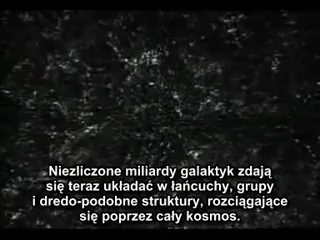 Niezliczone miliardy galaktyk zdają
się teraz układać w łańcuchy, grupy
i dredo-podobne struktury, rozciągające
się poprzez cały kosmos.